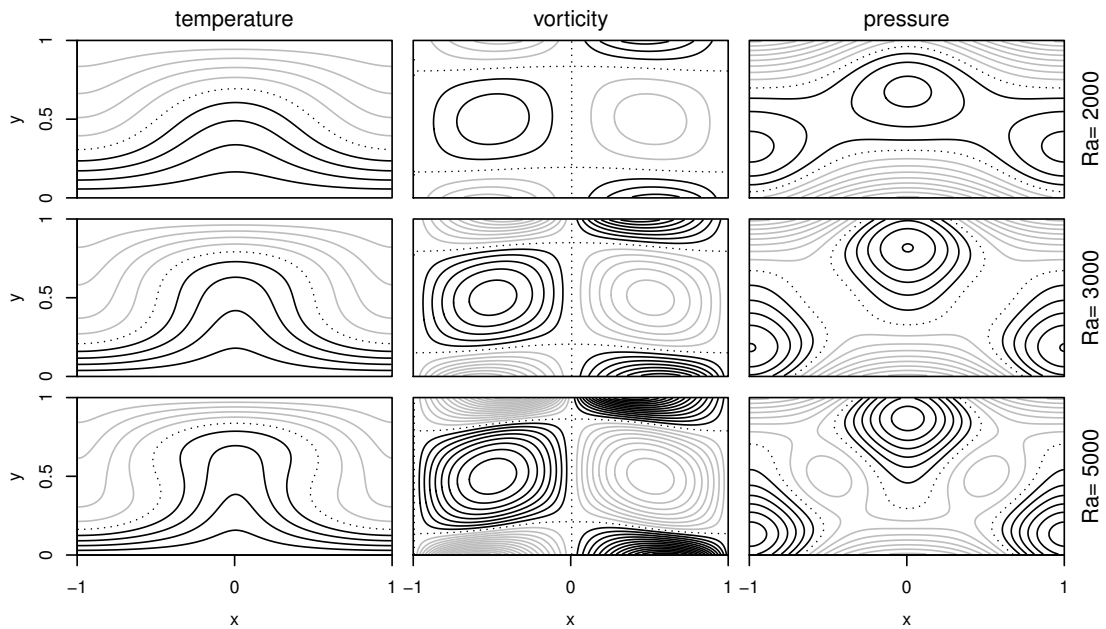 temperature vorticity pressure
1
0.5
0
y
Ra= 2000
1
0.5
0
y
Ra= 3000
1
0.5
0
y
Ra= 5000
−1 0 1 −1 0 1 −1 0 1
x x x